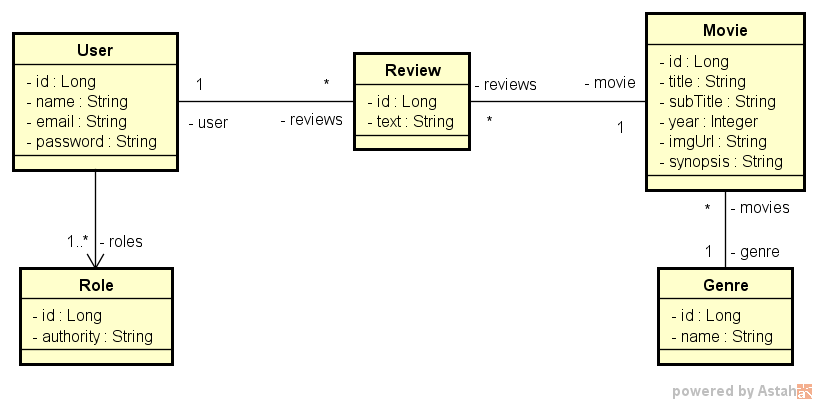 User
- id : Long
- name : String
- email : String
- password : String
1
*
- user
- reviews
Review
- id : Long
- text : String
- reviews
- movie
*
1
Movie
- id : Long
- title : String
- subTitle : String
- year : Integer
- imgUrl : String
- synopsis : String
1..*
- roles
Role
- id : Long
- authority : String
*
- movies
1
- genre
Genre
- id : Long
- name : String
powered by Astah